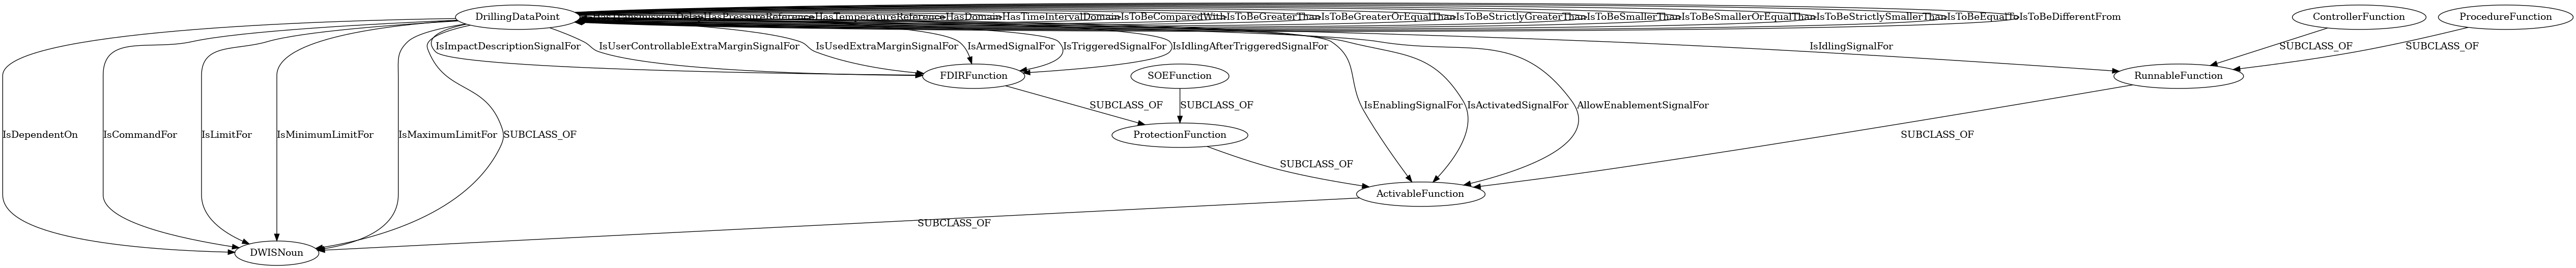 DrillingDataPoint
HasPressureReference
HasTemperatureReference
HasDomain
HasTimeIntervalDomain
IsToBeComparedWith
IsToBeGreaterThan
IsToBeGreaterOrEqualThan
IsToBeStrictlyGreaterThan
IsToBeSmallerThan
IsToBeSmallerOrEqualThan
IsToBeStrictlySmallerThan
IsToBeEqualTo
IsToBeDifferentFrom
ControllerFunction
ProcedureFunction
IsImpactDescriptionSignalFor
IsUserControllableExtraMarginSignalFor
IsUsedExtraMarginSignalFor
IsArmedSignalFor
IsTriggeredSignalFor
IsIdlingAfterTriggeredSignalFor
IsIdlingSignalFor
SUBCLASS_OF
SUBCLASS_OF
FDIRFunction
SOEFunction
RunnableFunction
SUBCLASS_OF
SUBCLASS_OF
IsEnablingSignalFor
IsActivatedSignalFor
AllowEnablementSignalFor
IsDependentOn
IsCommandFor
IsLimitFor
IsMinimumLimitFor
IsMaximumLimitFor
SUBCLASS_OF
ProtectionFunction
SUBCLASS_OF
SUBCLASS_OF
ActivableFunction
SUBCLASS_OF
DWISNoun